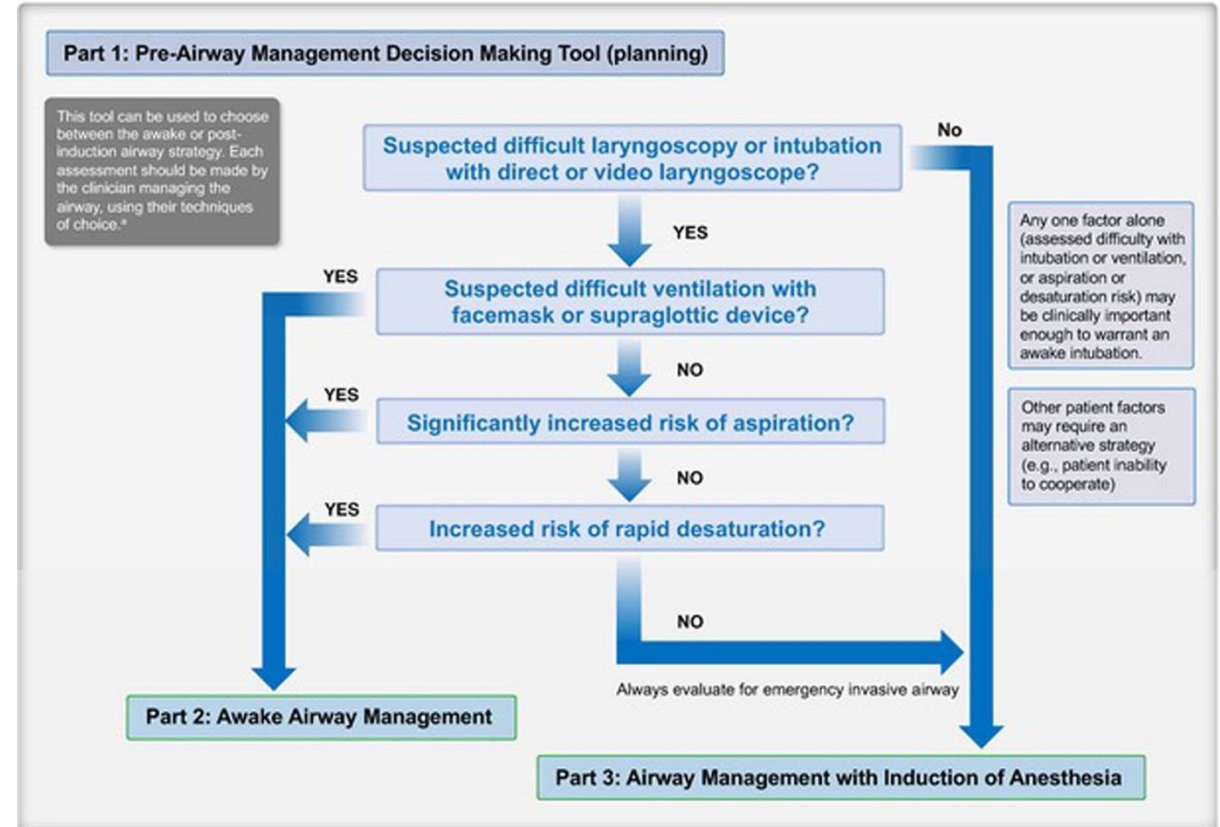 Part 1: Pre-Airway Management Decision Making Tool (planning)
This tool can be used to choose
between the awake or post-
induction airway strategy. Each
assessment should be made by
the clinician managing the
airway, using their techniques
of choice.ª
Suspected difficult laryngoscopy or intubation
with direct or video laryngoscope?
No
YES
Any one factor alone
(assessed difficulty with
intubation or ventilation,
or aspiration or
desaturation risk) may
be clinically important
enough to warrant an
awake intubation.
YES
Suspected difficult ventilation with
facemask or supraglottic device?
NO
YES
Significantly increased risk of aspiration?
Other patient factors
may require an
alternative strategy
(e.g., patient inability
to cooperate)
NO
YES
Increased risk of rapid desaturation?
NO
Always evaluate for emergency invasive airway
Part 2: Awake Airway Management
Part 3: Airway Management with Induction of Anesthesia